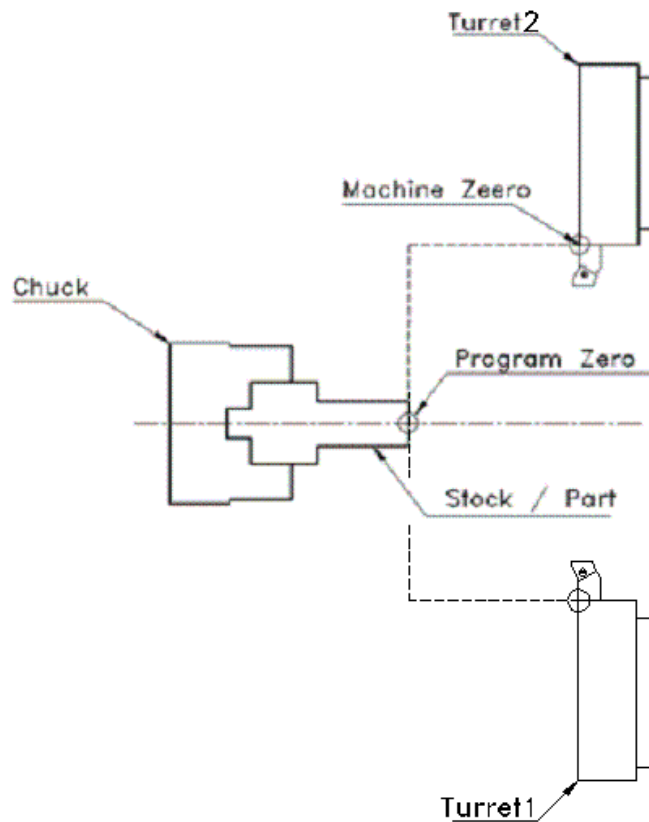 Turret2
Machine Zeero
Chuck
Program Zero
Stock / Part
Turret1